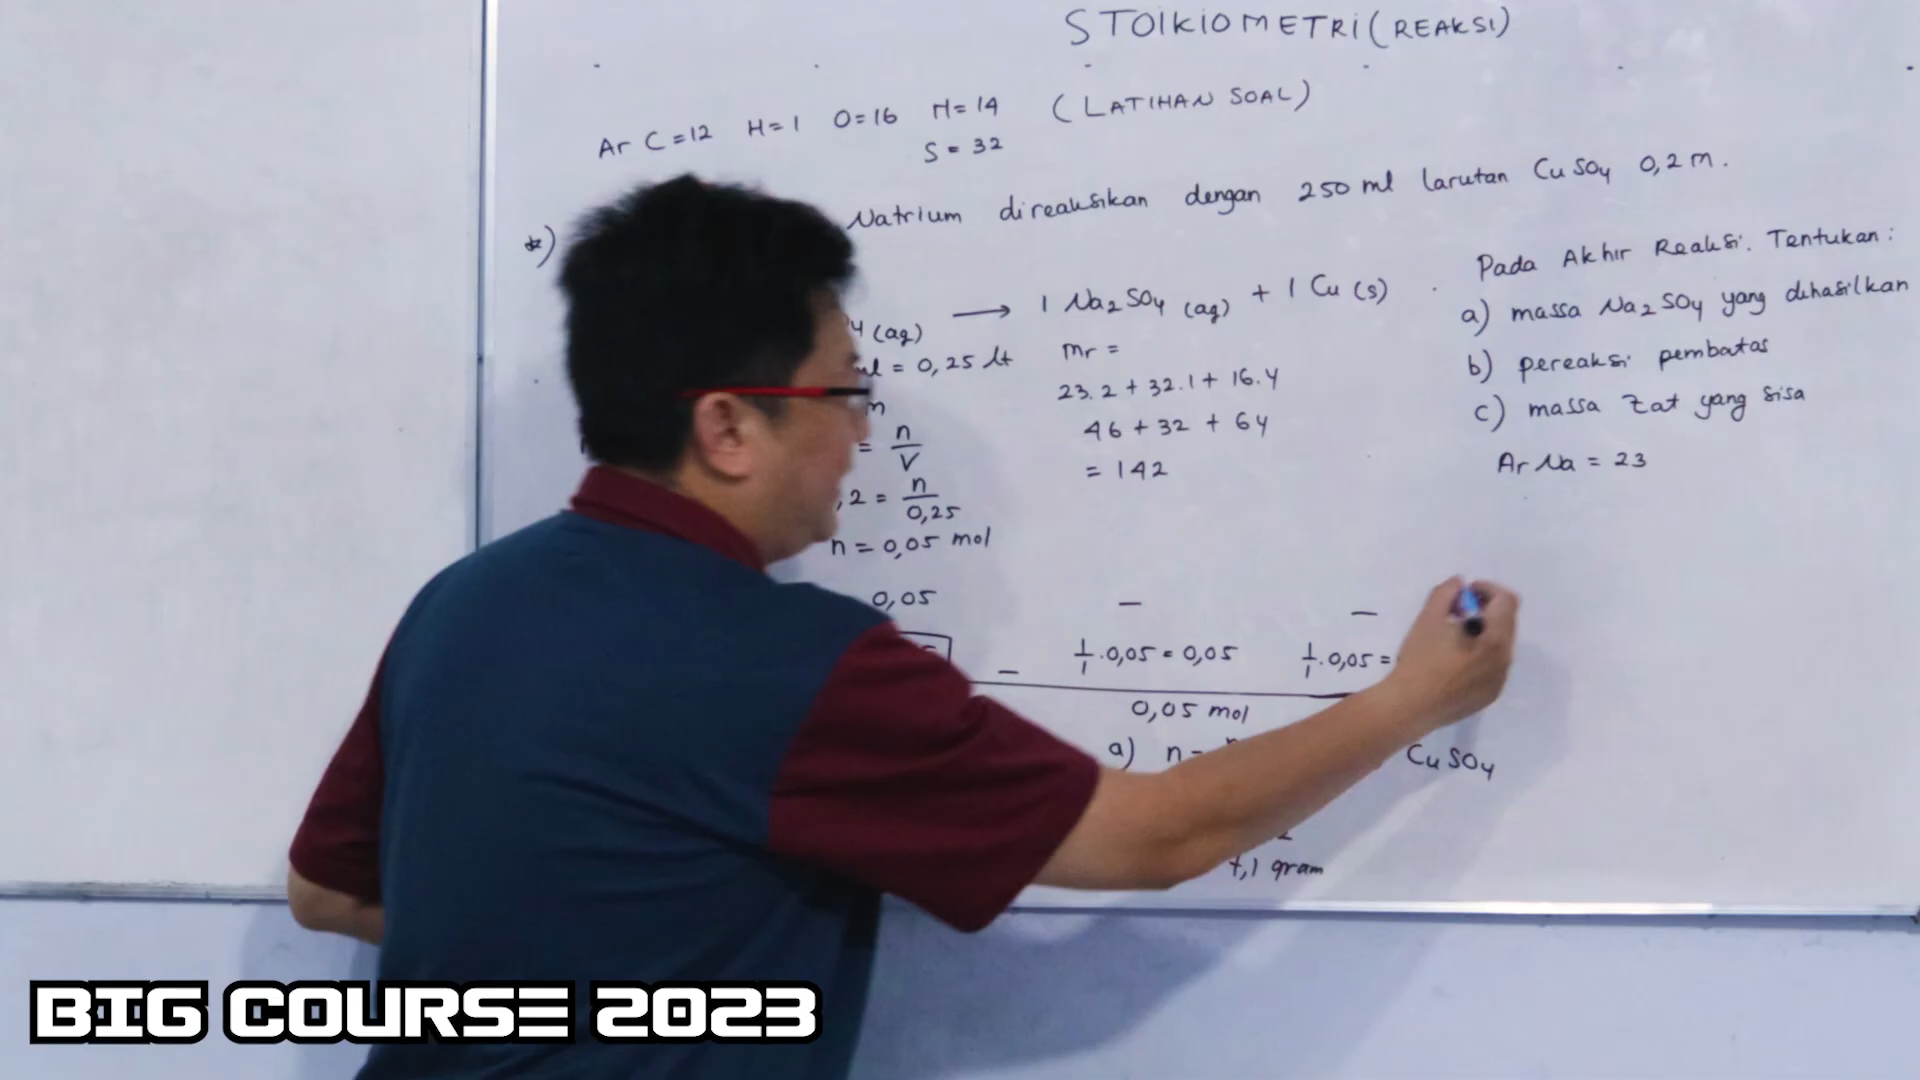 STOIKIOMETRI (REAKSI)
Ar C = 12 H = 1 O = 16 N = 14 (LATIHAN SOAL)
S = 32
*) Natrium direaksikan dengan 250 ml larutan CuSO4 0,2 M.
4 (aq) → 1 Na2SO4 (aq) + 1 Cu (s)
ml = 0,25 lt
= n/V
,2 = n/0,25
n = 0,05 mol
Mr =
23.2 + 32.1 + 16.4
46 + 32 + 64
= 142
Pada Akhir Reaksi. Tentukan:
a) massa Na2SO4 yang dihasilkan
b) pereaksi pembatas
c) massa zat yang sisa
Ar Na = 23
0,05 — —
— 1/1 . 0,05 = 0,05 1/1 . 0,05 =
0,05 mol
a) n = CuSO4
,1 gram
BIG COURSE 2023